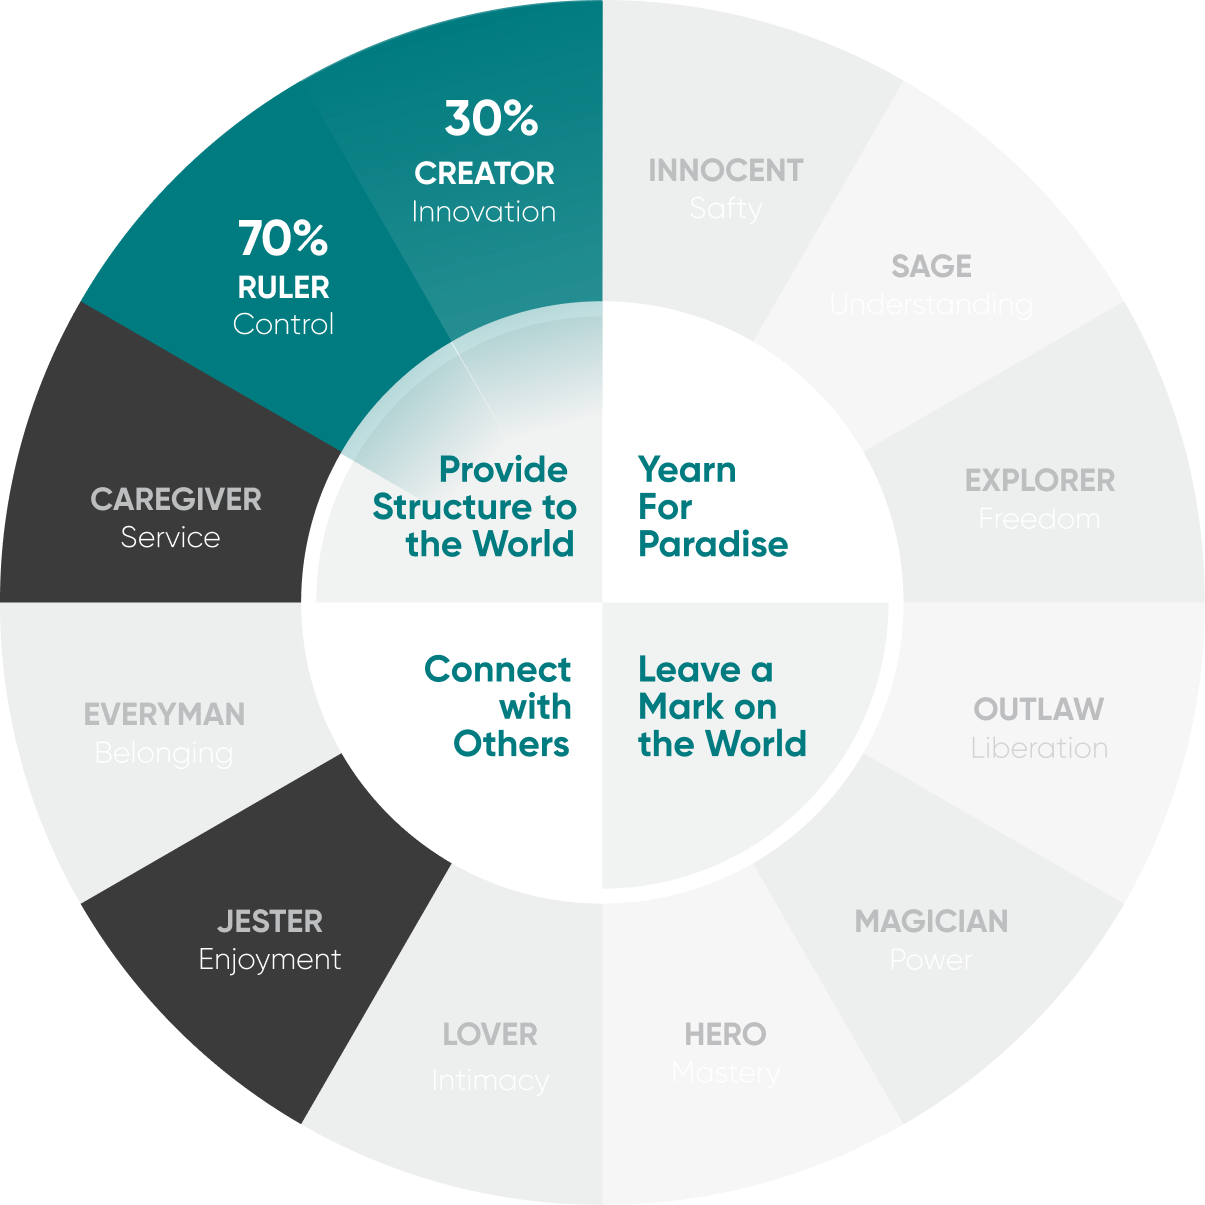 30%
CREATOR
Innovation
INNOCENT
Safty
70%
RULER
Control
SAGE
Understanding
CAREGIVER
Service
EXPLORER
Freedom
Provide
Structure to
the World
Yearn
For
Paradise
Connect
with
Others
Leave a
Mark on
the World
EVERYMAN
Belonging
OUTLAW
Liberation
JESTER
Enjoyment
MAGICIAN
Power
LOVER
Intimacy
HERO
Mastery